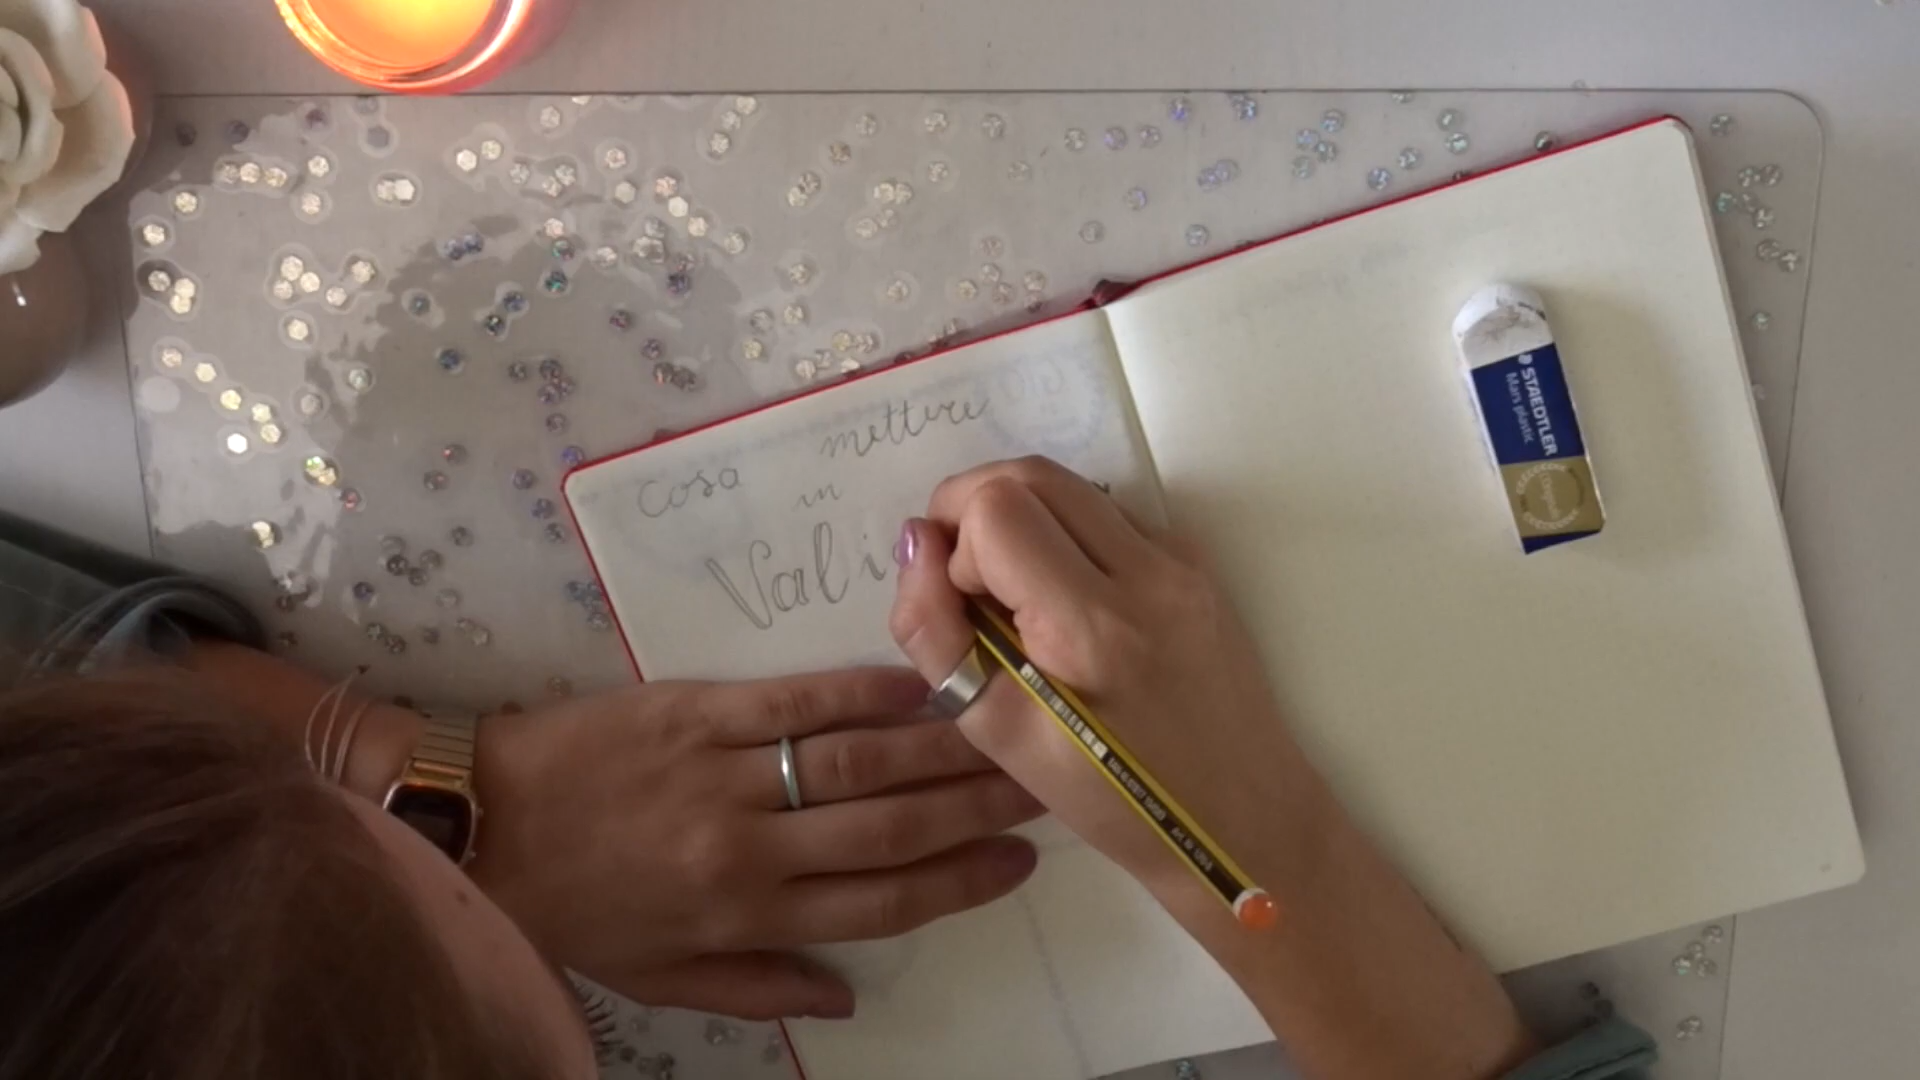 cosa mettere
in
Vali
STAEDTLER
Mars plastic